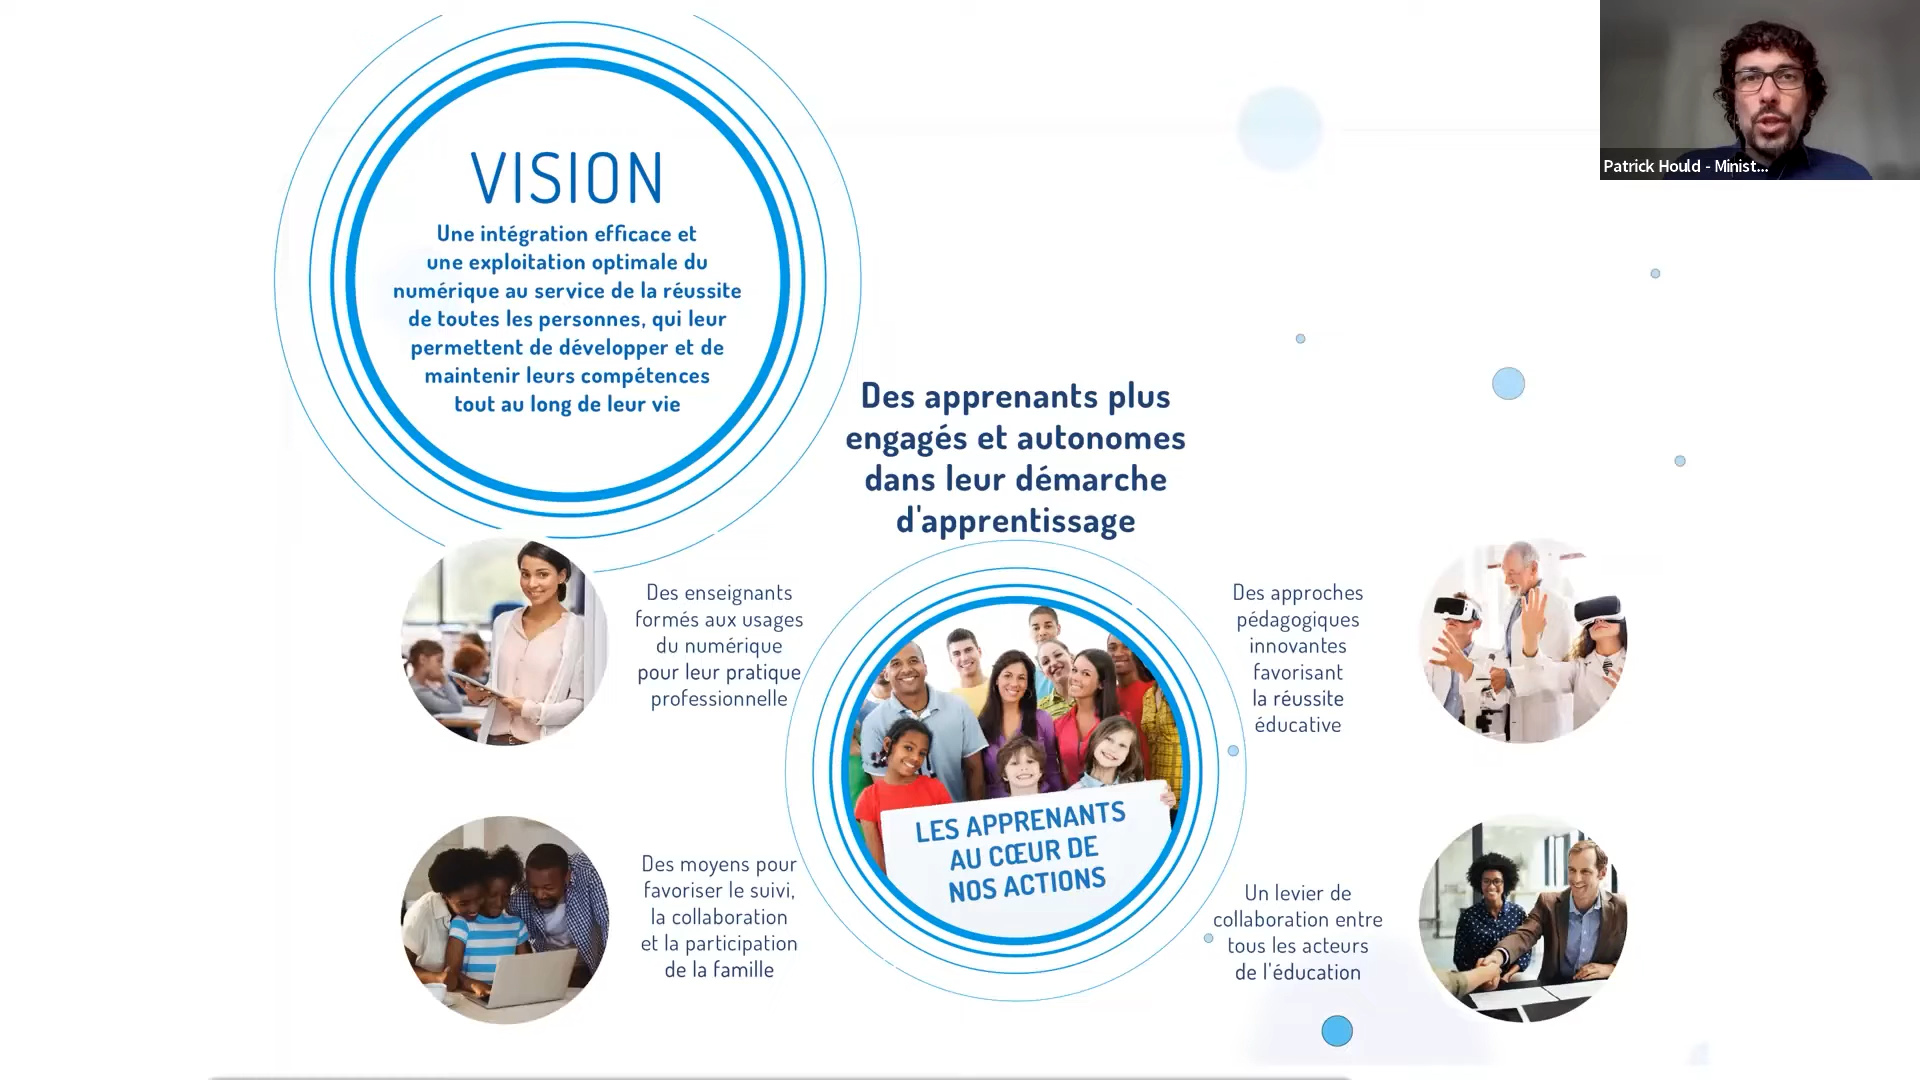 VISION
Une intégration efficace et
une exploitation optimale du
numérique au service de la réussite
de toutes les personnes, qui leur
permettent de développer et de
maintenir leurs compétences
tout au long de leur vie
Patrick Hould - Minist...
Des apprenants plus
engagés et autonomes
dans leur démarche
d'apprentissage
Des enseignants
formés aux usages
du numérique
pour leur pratique
professionnelle
Des approches
pédagogiques
innovantes
favorisant
la réussite
éducative
LES APPRENANTS
AU CŒUR DE
NOS ACTIONS
Des moyens pour
favoriser le suivi,
la collaboration
et la participation
de la famille
Un levier de
collaboration entre
tous les acteurs
de l'éducation